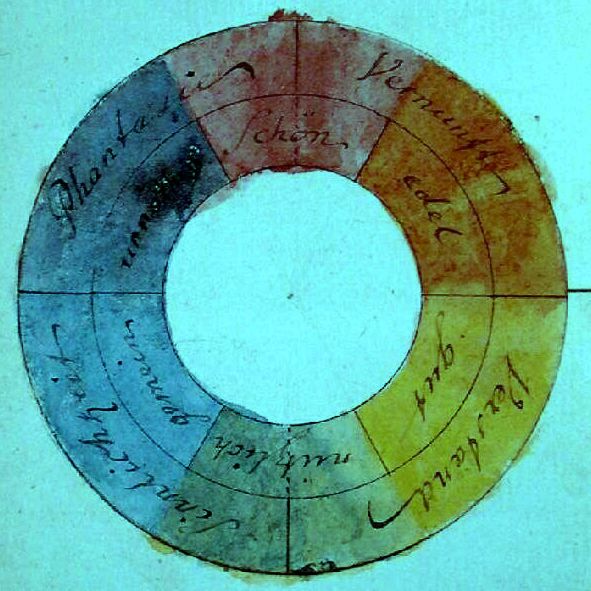 Vernunft
Verstand
Sinnlichkeit
Phantasie
Schön
edel
gut
nützlich
gemein